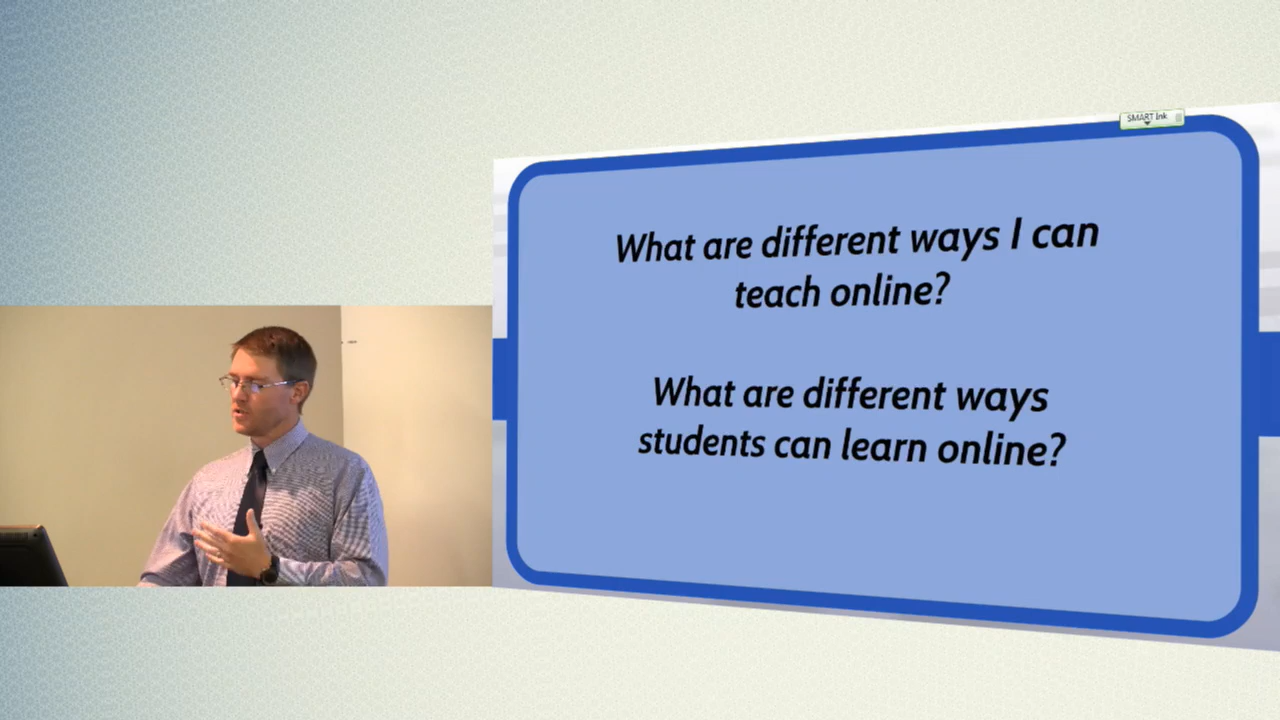 SMART Ink
What are different ways I can
teach online?
What are different ways
students can learn online?